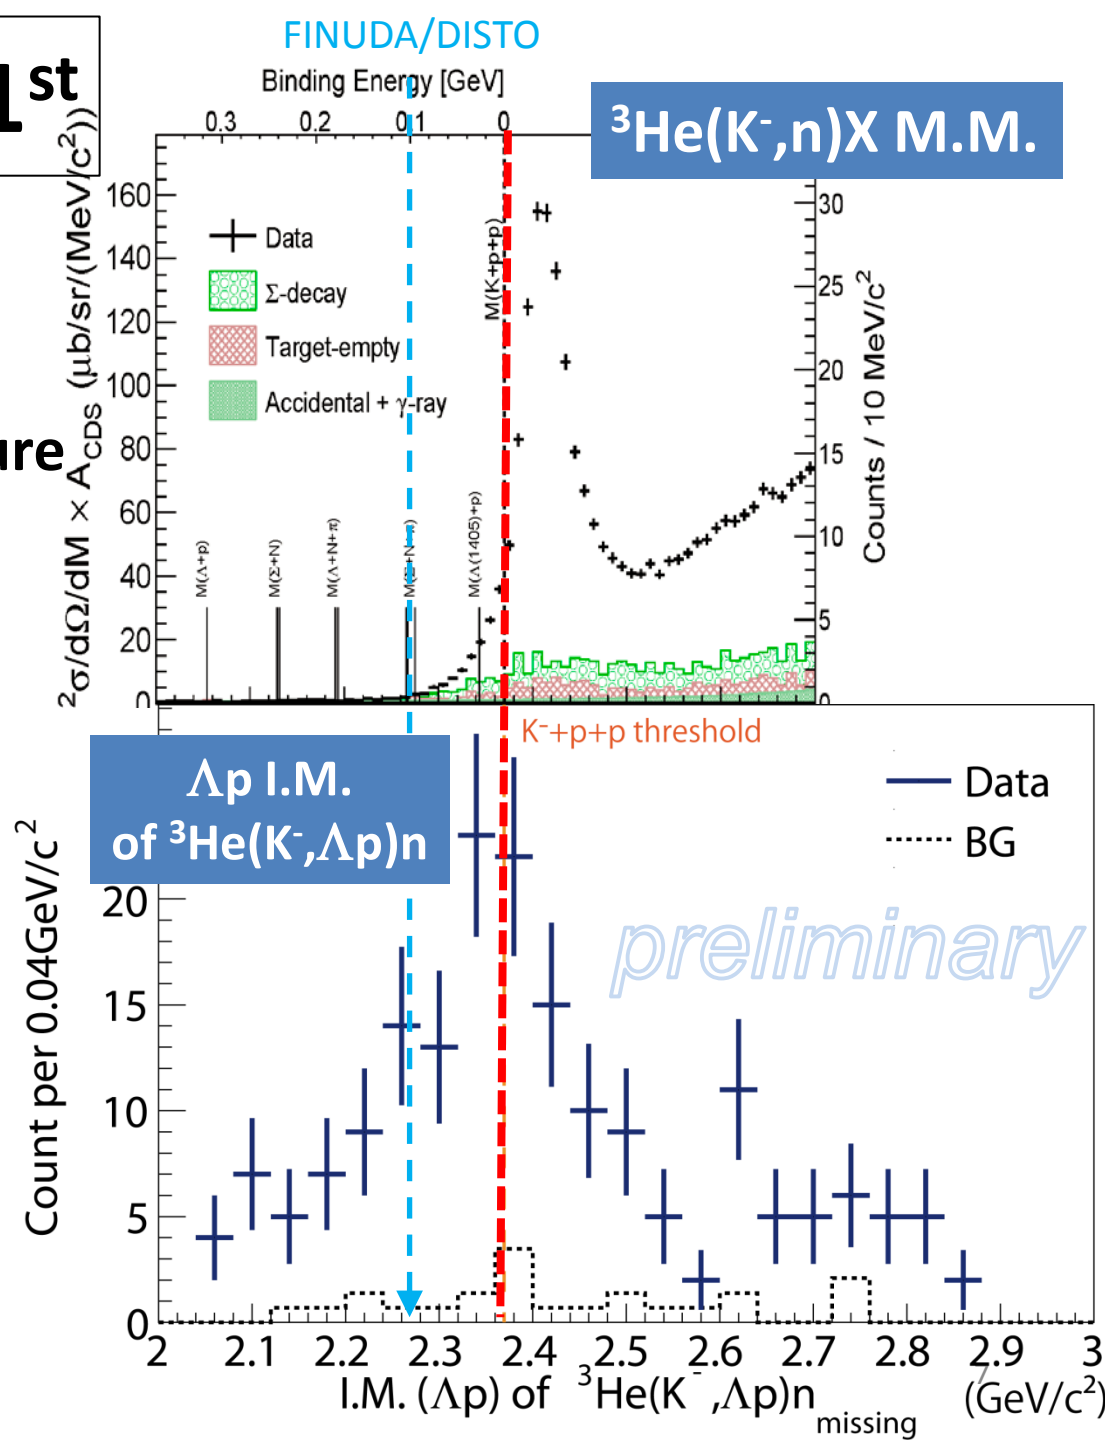 FINUDA/DISTO
1st
Binding Energy [GeV]
0.3 0.2 0.1 0
³He(K⁻,n)X M.M.
²σ/dΩ/dM × A_CDS (μb/sr/(MeV/c²))
160
140
120
100
80
60
40
20
0
30
25
20
15
10
5
0
Counts / 10 MeV/c²
Data
Σ-decay
Target-empty
Accidental + γ-ray
ure
M(K+p+p)
M(Λ+p)
M(Σ+N)
M(Λ+N+π)
M(Σ+N+π)
M(Λ(1405)+p)
K⁻+p+p threshold
Λp I.M.
of ³He(K⁻,Λp)n
Data
BG
preliminary
Count per 0.04GeV/c²
20
15
10
5
0
2 2.1 2.2 2.3 2.4 2.5 2.6 2.7 2.8 2.9 3
I.M. (Λp) of ³He(K⁻,Λp)n_missing (GeV/c²)
7